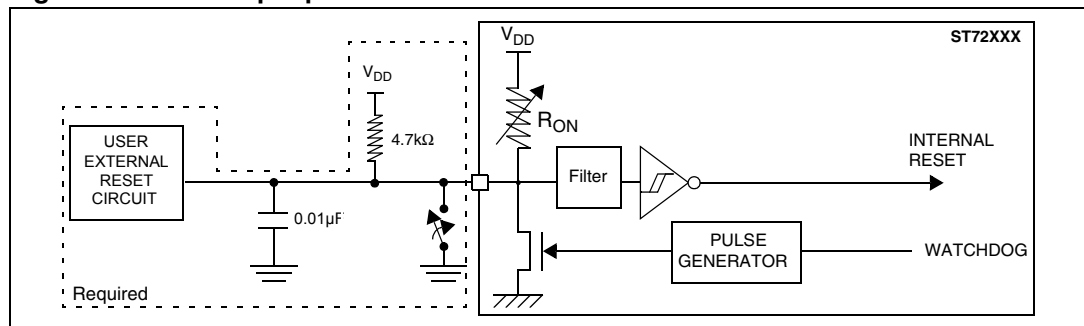 V_DD
ST72XXX
V_DD
R_ON
4.7kΩ
USER
EXTERNAL
RESET
CIRCUIT
Filter
INTERNAL
RESET
0.01µF
PULSE
GENERATOR
WATCHDOG
Required